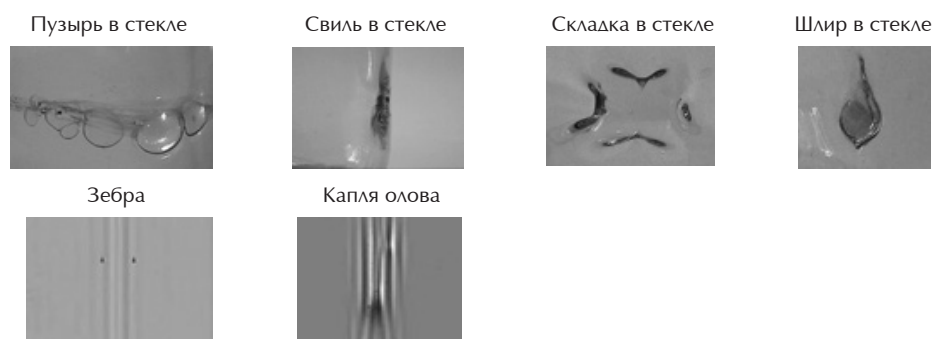 Пузырь в стекле
Свиль в стекле
Складка в стекле
Шлир в стекле
Зебра
Капля олова